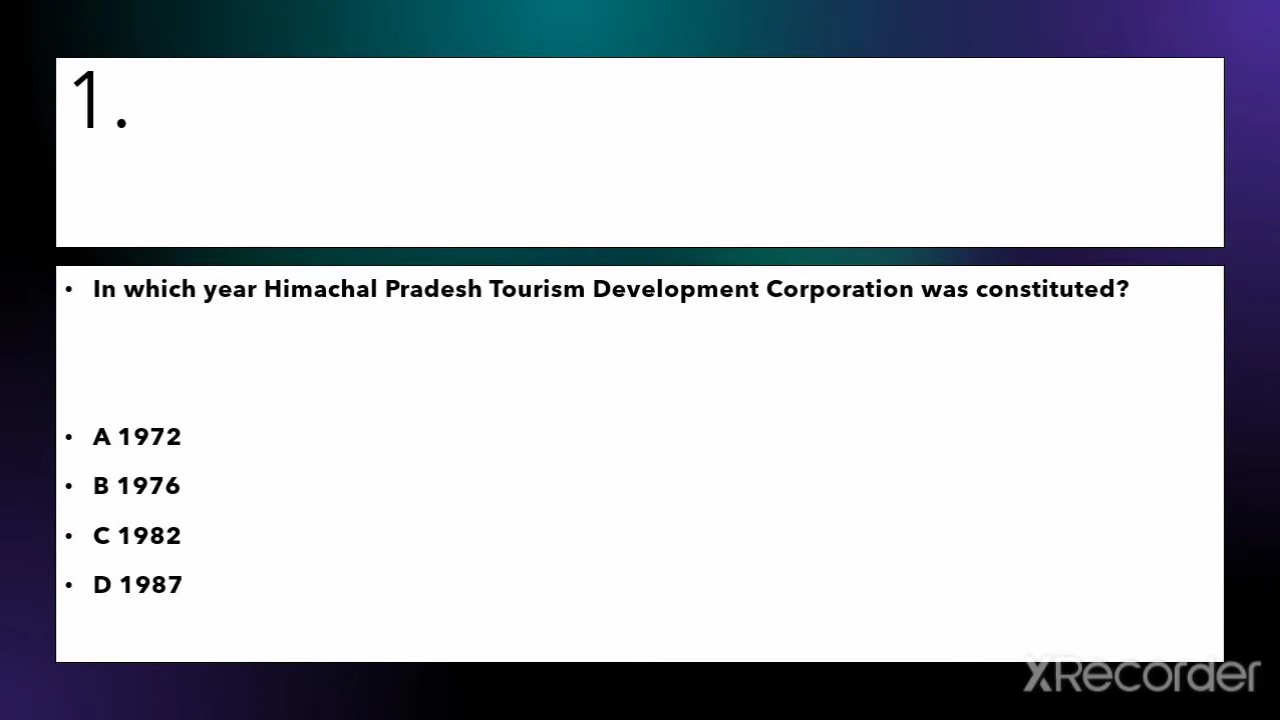 1.
• In which year Himachal Pradesh Tourism Development Corporation was constituted?
• A 1972
• B 1976
• C 1982
• D 1987
XRecorder